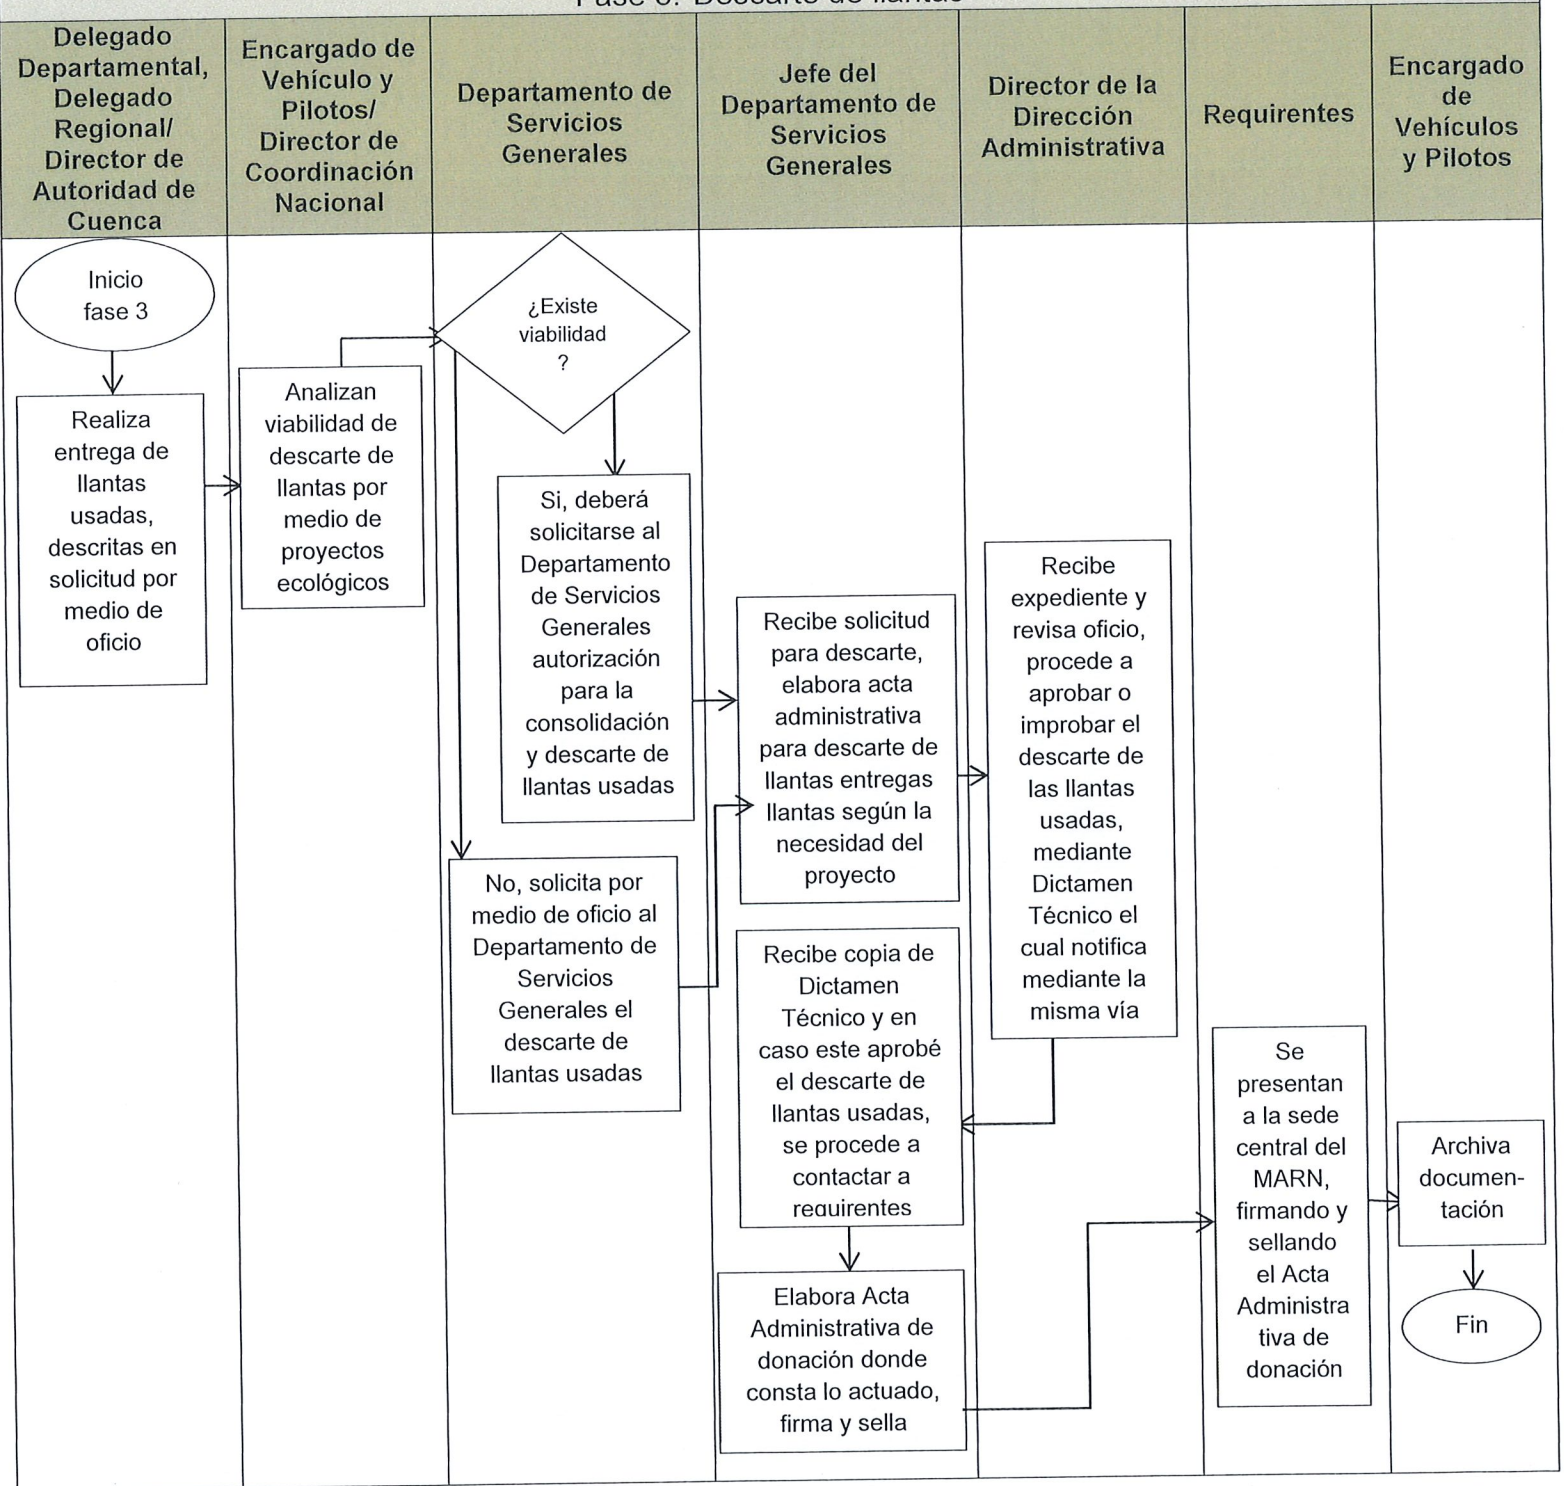 Fase 3: Descarte de llantas
Delegado
Departamental,
Delegado
Regional/
Director de
Autoridad de
Cuenca
Encargado de
Vehículo y
Pilotos/
Director de
Coordinación
Nacional
Departamento de
Servicios
Generales
Jefe del
Departamento de
Servicios
Generales
Director de la
Dirección
Administrativa
Requirentes
Encargado
de
Vehículos
y Pilotos
Inicio
fase 3
Realiza
entrega de
llantas
usadas,
descritas en
solicitud por
medio de
oficio
Analizan
viabilidad de
descarte de
llantas por
medio de
proyectos
ecológicos
¿Existe
viabilidad
?
Si, deberá
solicitarse al
Departamento
de Servicios
Generales
autorización
para la
consolidación
y descarte de
llantas usadas
No, solicita por
medio de oficio al
Departamento de
Servicios
Generales el
descarte de
llantas usadas
Recibe solicitud
para descarte,
elabora acta
administrativa
para descarte de
llantas entregas
llantas según la
necesidad del
proyecto
Recibe expediente y
revisa oficio,
procede a
aprobar o
improbar el
descarte de
las llantas
usadas,
mediante
Dictamen
Técnico el
cual notifica
mediante la
misma vía
Recibe copia de
Dictamen
Técnico y en
caso este aprobé
el descarte de
llantas usadas,
se procede a
contactar a
requirentes
Elabora Acta
Administrativa de
donación donde
consta lo actuado,
firma y sella
Se
presentan
a la sede
central del
MARN,
firmando y
sellando
el Acta
Administra
tiva de
donación
Archiva
documen-
tación
Fin